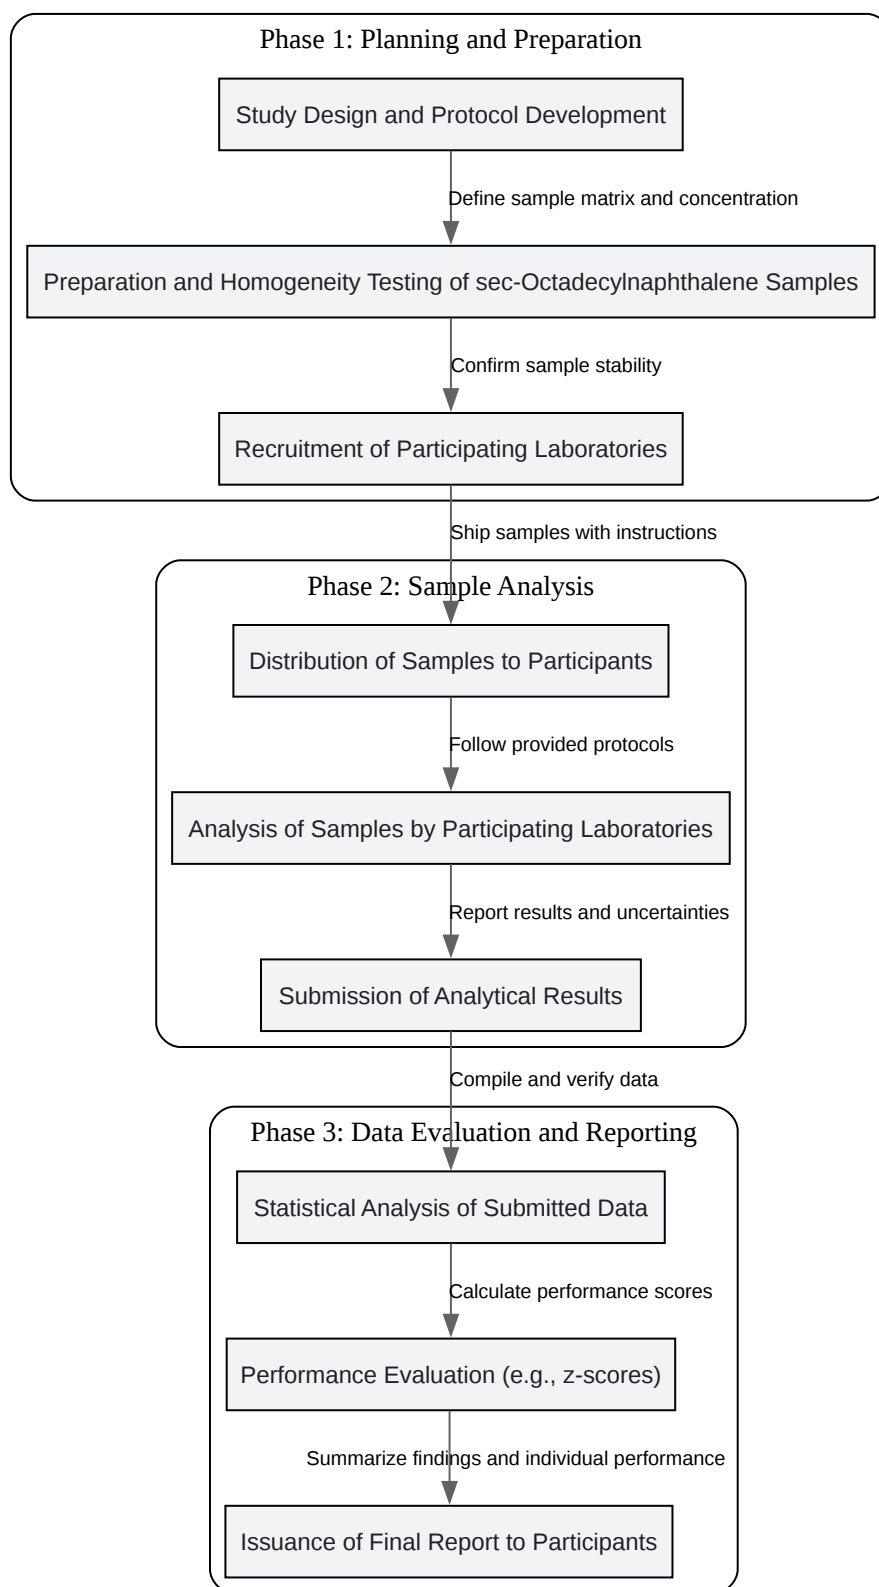 Phase 1: Planning and Preparation
Study Design and Protocol Development
Define sample matrix and concentration
Preparation and Homogeneity Testing of sec-Octadecylnaphthalene Samples
Confirm sample stability
Recruitment of Participating Laboratories
Ship samples with instructions
Phase 2: Sample Analysis
Distribution of Samples to Participants
Follow provided protocols
Analysis of Samples by Participating Laboratories
Report results and uncertainties
Submission of Analytical Results
Compile and verify data
Phase 3: Data Evaluation and Reporting
Statistical Analysis of Submitted Data
Calculate performance scores
Performance Evaluation (e.g., z-scores)
Summarize findings and individual performance
Issuance of Final Report to Participants